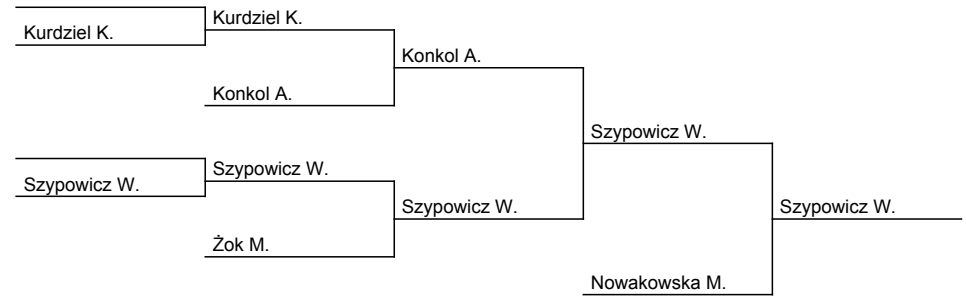 Kurdziel K.
Kurdziel K.
Konkol A.
Konkol A.
Szypowicz W.
Szypowicz W.
Szypowicz W.
Szypowicz W.
Szypowicz W.
Żok M.
Nowakowska M.